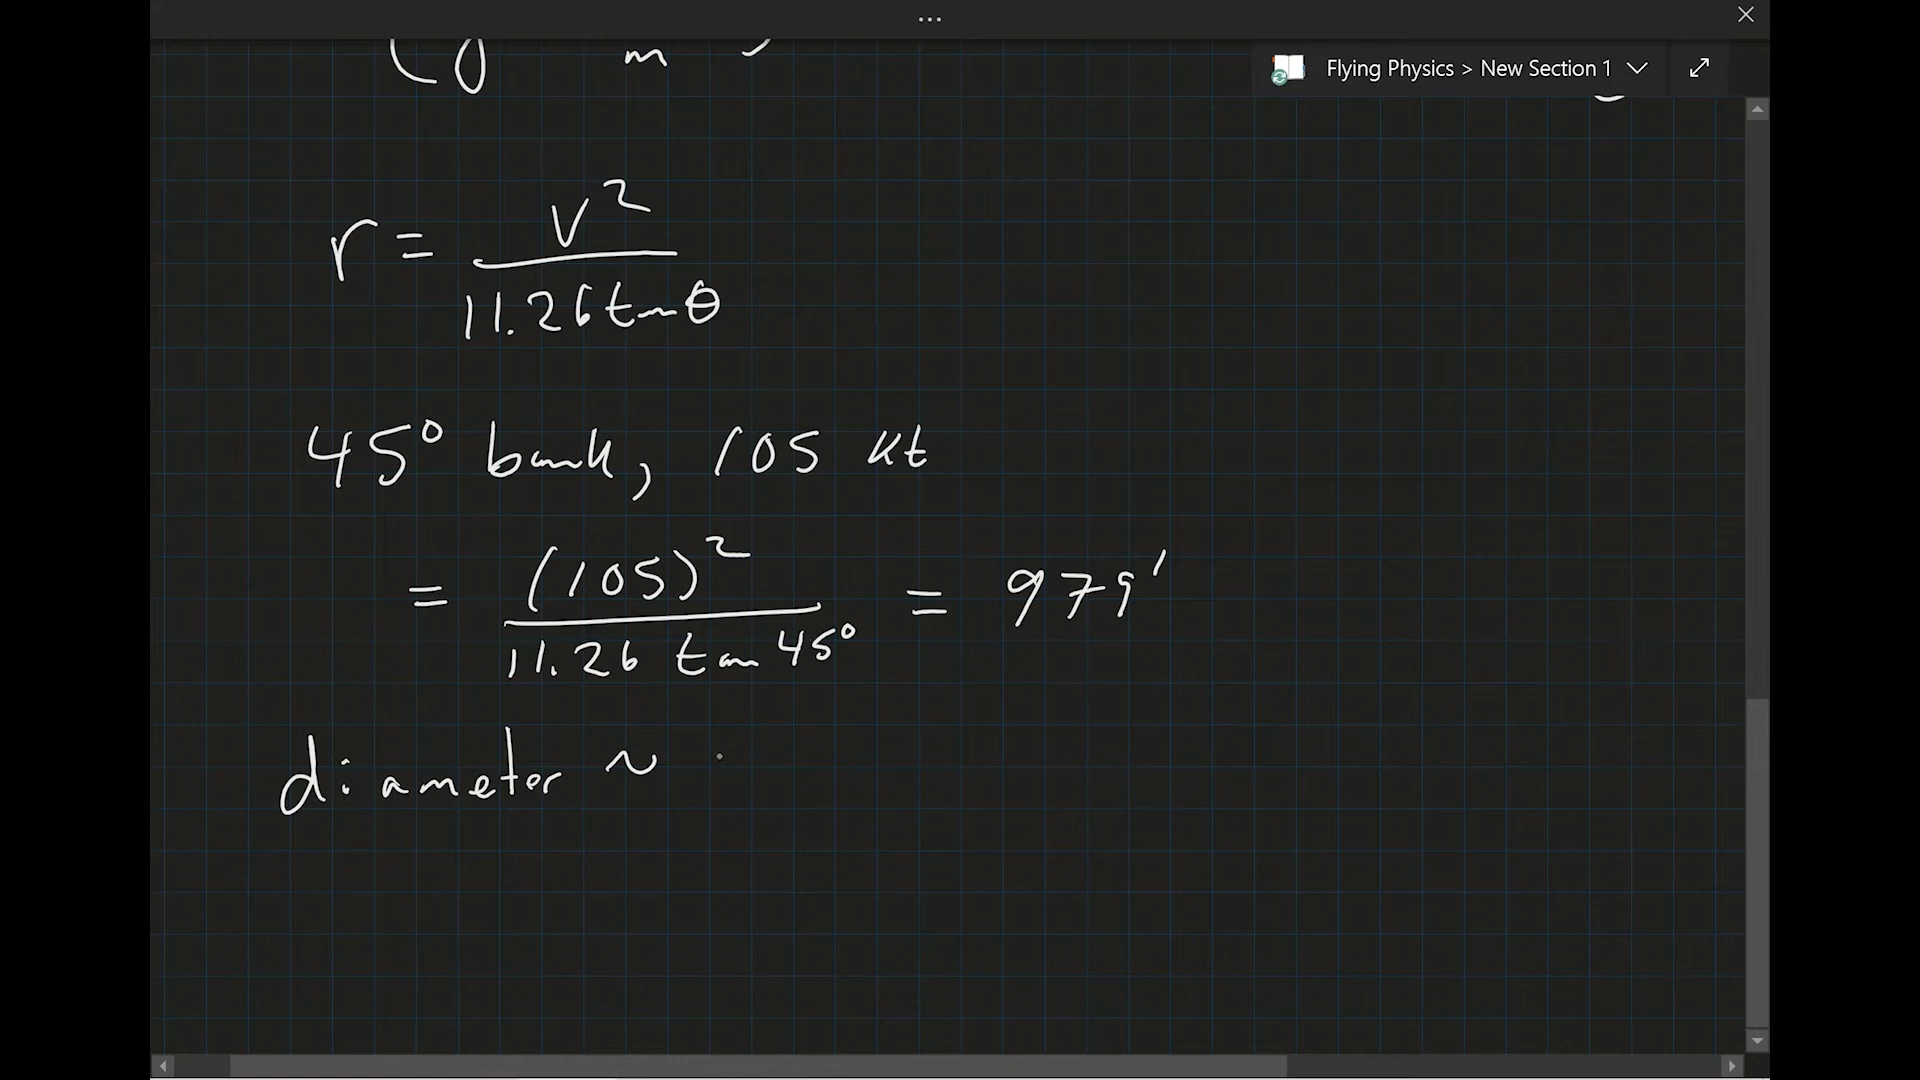 ...
Flying Physics > New Section 1
m
r = V²
11.26 tan θ
45° bank, 105 kt
= (105)² = 979'
11.26 tan 45°
diameter ~